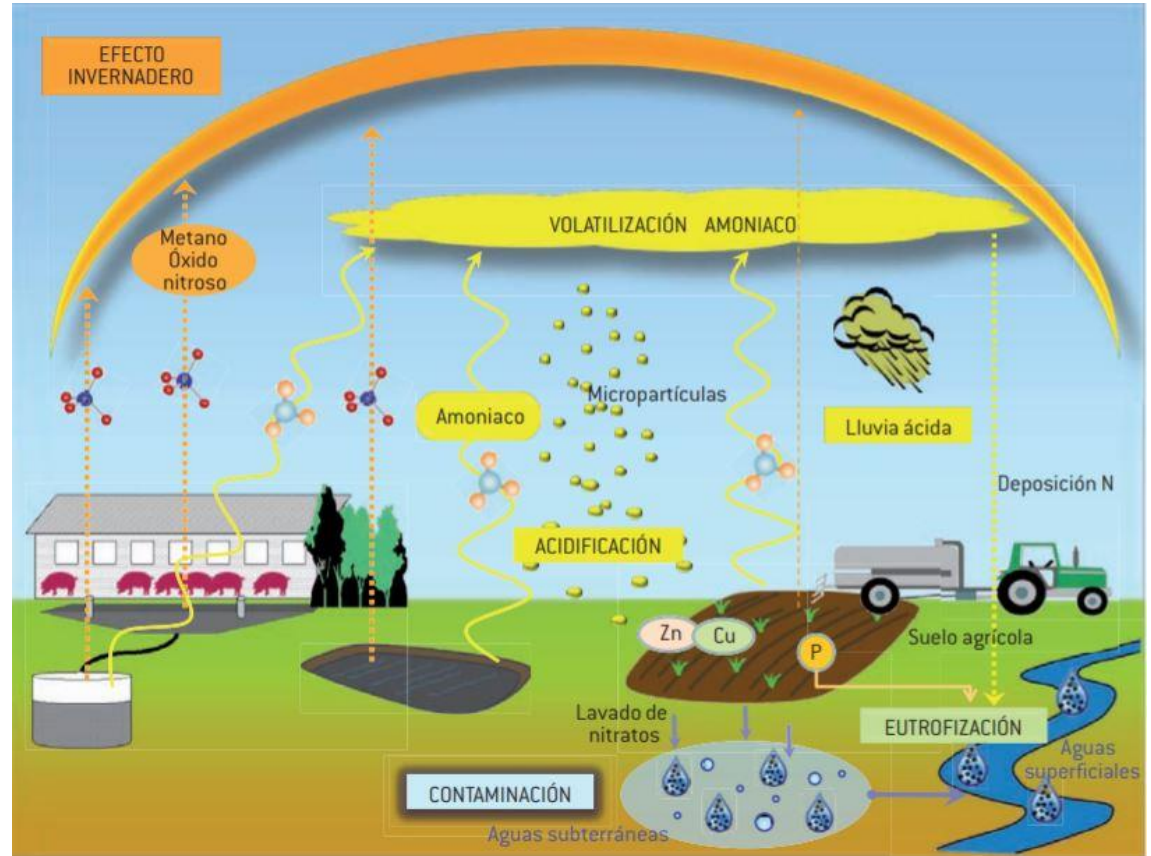 EFECTO
INVERNADERO
VOLATILIZACIÓN AMONIACO
Metano
Óxido
nitroso
Micropartículas
Amoniaco
Lluvia ácida
Deposición N
ACIDIFICACIÓN
Zn
Cu
P
Suelo agrícola
Lavado de
nitratos
EUTROFIZACIÓN
Aguas
superficiales
CONTAMINACIÓN
Aguas subterráneas